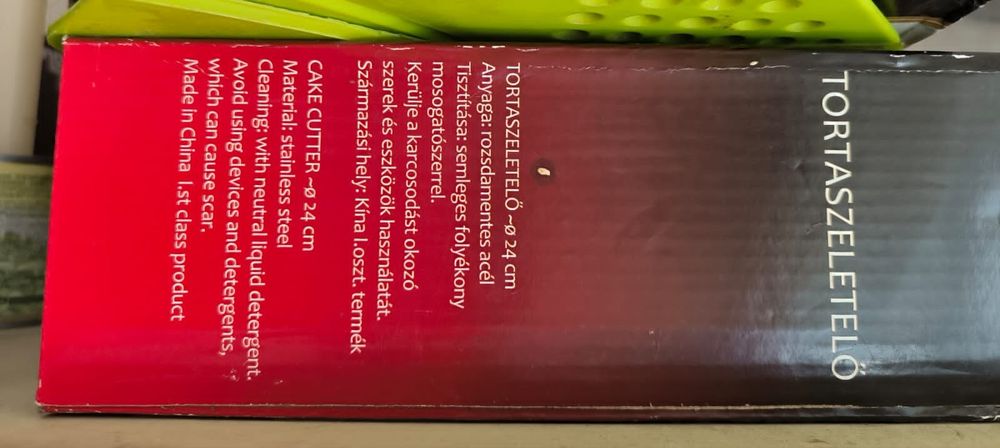 TORTASZELETELŐ
TORTASZELETELŐ ~ø 24 cm
Anyaga: rozsdamentes acél
Tisztítása: semleges folyékony
mosogatószerrel.
Kerülje a karcosodást okozó
szerek és eszközök használatát.
Származási hely: Kína I.oszt. termék
CAKE CUTTER ~ø 24 cm
Material: stainless steel
Cleaning: with neutral liquid detergent.
Avoid using devices and detergents,
which can cause scar.
Made in China I.st class product